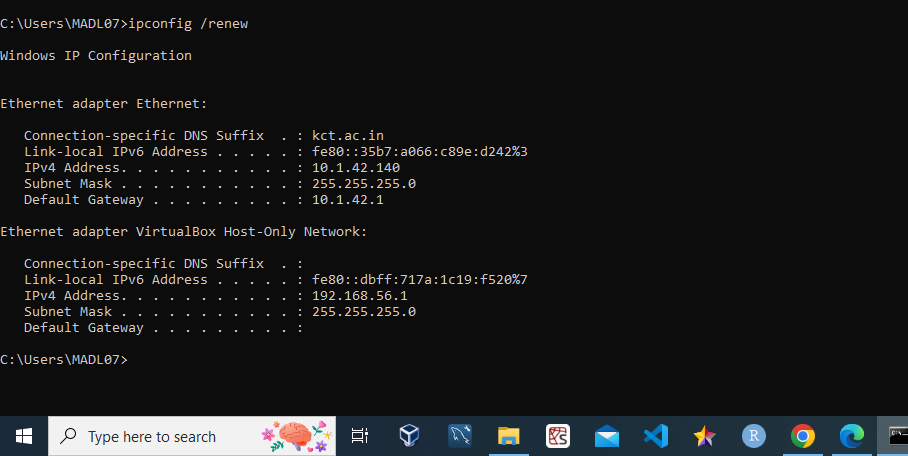 C:\Users\MADL07>ipconfig /renew
Windows IP Configuration
Ethernet adapter Ethernet:
Connection-specific DNS Suffix  . : kct.ac.in
Link-local IPv6 Address . . . . . : fe80::35b7:a066:c89e:d242%3
IPv4 Address. . . . . . . . . . . : 10.1.42.140
Subnet Mask . . . . . . . . . . . : 255.255.255.0
Default Gateway . . . . . . . . . : 10.1.42.1
Ethernet adapter VirtualBox Host-Only Network:
Connection-specific DNS Suffix  . :
Link-local IPv6 Address . . . . . : fe80::dbff:717a:1c19:f520%7
IPv4 Address. . . . . . . . . . . : 192.168.56.1
Subnet Mask . . . . . . . . . . . : 255.255.255.0
Default Gateway . . . . . . . . . :
C:\Users\MADL07>
Type here to search
R